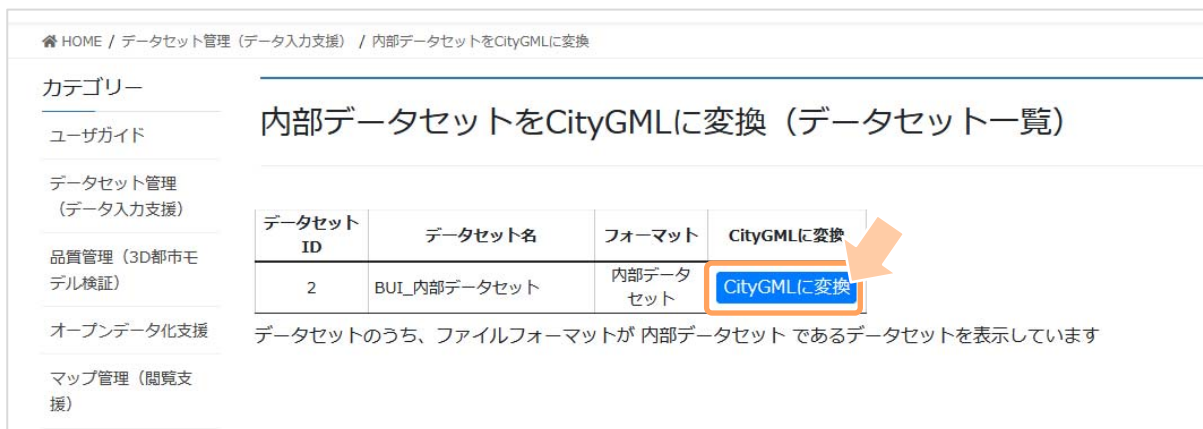 HOME / データセット管理（データ入力支援） / 内部データセットをCityGMLに変換
カテゴリー
ユーザガイド
データセット管理
（データ入力支援）
品質管理（3D都市モ
デル検証）
オープンデータ化支援
マップ管理（閲覧支
援）
内部データセットをCityGMLに変換（データセット一覧）
データセット
ID
データセット名
フォーマット
CityGMLに変換
2
BUI_内部データセット
内部データ
セット
CityGMLに変換
データセットのうち、ファイルフォーマットが 内部データセット であるデータセットを表示しています